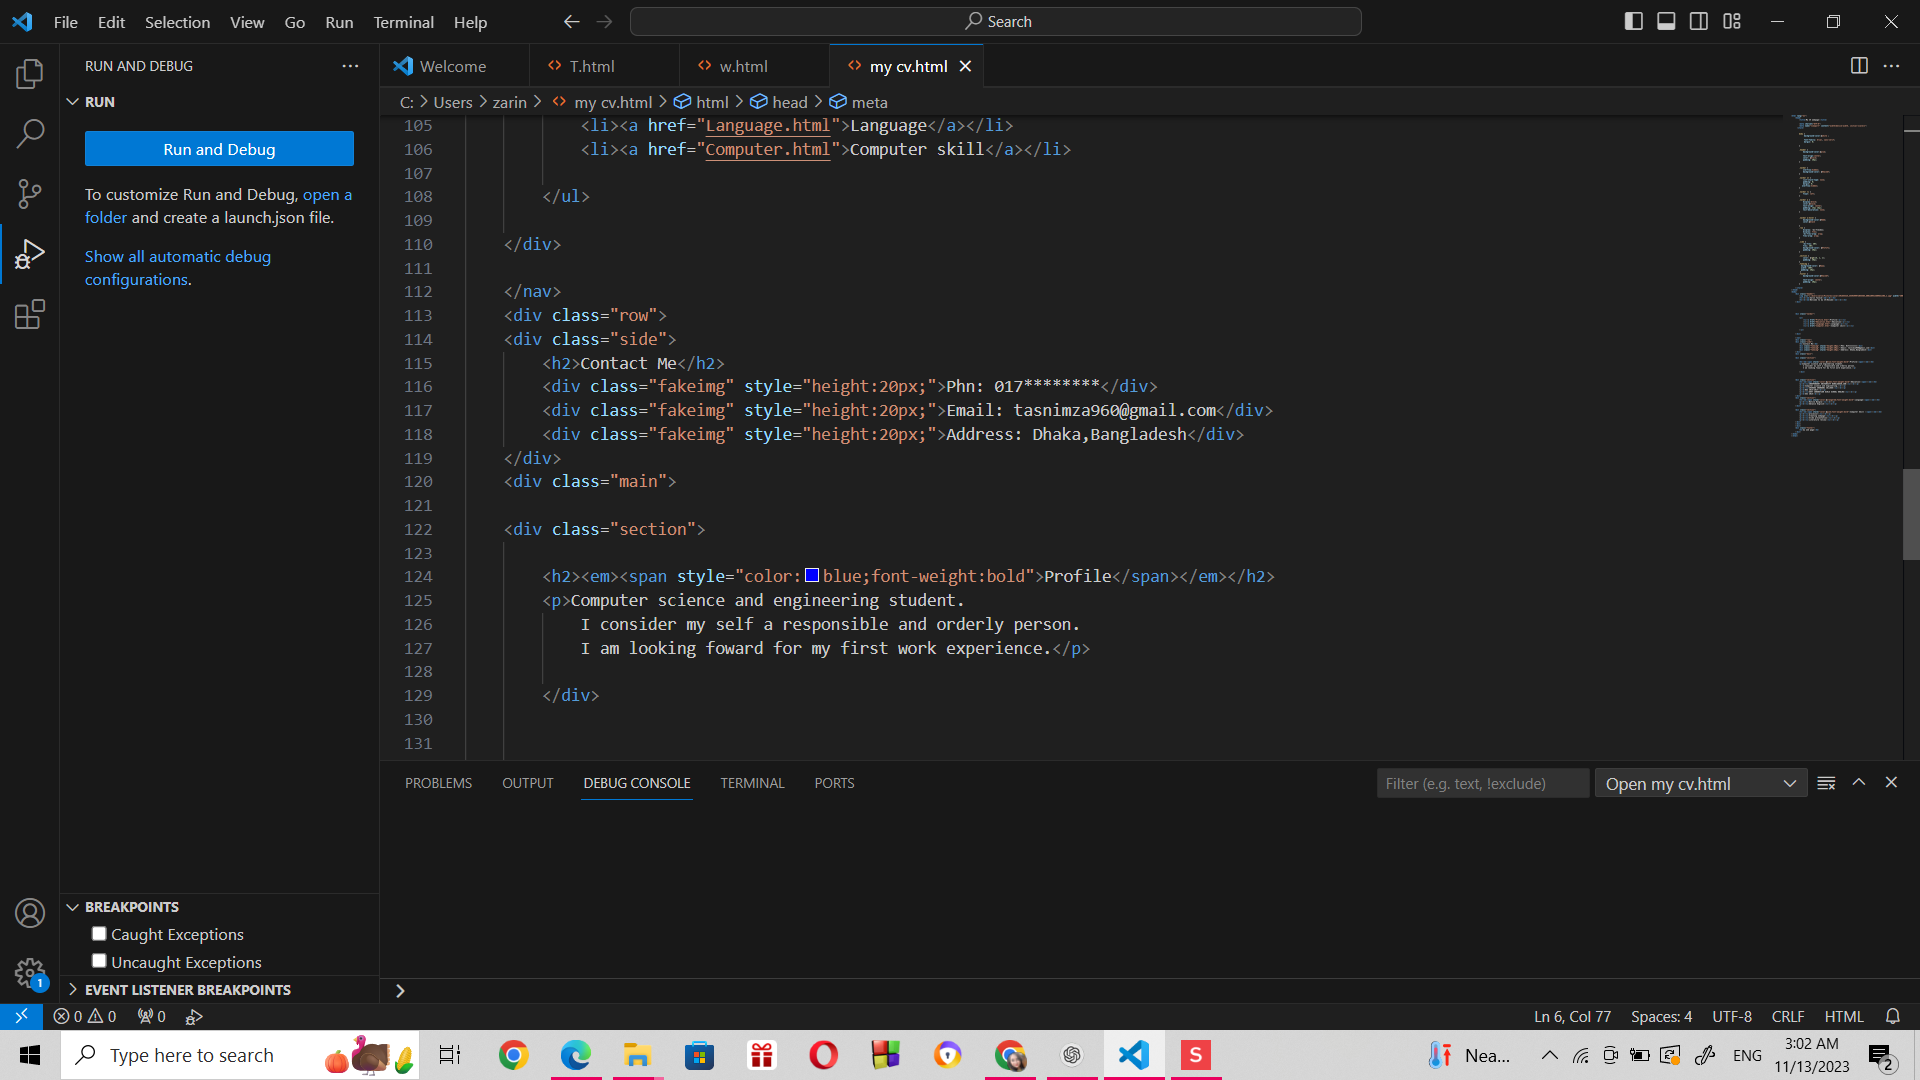 File Edit Selection View Go Run Terminal Help
Search
RUN AND DEBUG
Welcome
T.html
w.html
my cv.html
RUN
C: > Users > zarin > my cv.html > html > head > meta
Run and Debug
To customize Run and Debug, open a
folder and create a launch.json file.
Show all automatic debug
configurations.
105 <li><a href="Language.html">Language</a></li>
106 <li><a href="Computer.html">Computer skill</a></li>
107
108 </ul>
109
110 </div>
111
112 </nav>
113 <div class="row">
114 <div class="side">
115 <h2>Contact Me</h2>
116 <div class="fakeimg" style="height:20px;">Phn: 017********</div>
117 <div class="fakeimg" style="height:20px;">Email: tasnimza960@gmail.com</div>
118 <div class="fakeimg" style="height:20px;">Address: Dhaka,Bangladesh</div>
119 </div>
120 <div class="main">
121
122 <div class="section">
123
124 <h2><em><span style="color:blue;font-weight:bold">Profile</span></em></h2>
125 <p>Computer science and engineering student.
126 I consider my self a responsible and orderly person.
127 I am looking foward for my first work experience.</p>
128
129 </div>
130
131
PROBLEMS OUTPUT DEBUG CONSOLE TERMINAL PORTS
Filter (e.g. text, !exclude)
Open my cv.html
BREAKPOINTS
Caught Exceptions
Uncaught Exceptions
EVENT LISTENER BREAKPOINTS
1
0 0 0
Ln 6, Col 77 Spaces: 4 UTF-8 CRLF HTML
Type here to search
S
Nea...
ENG
3:02 AM
11/13/2023
2